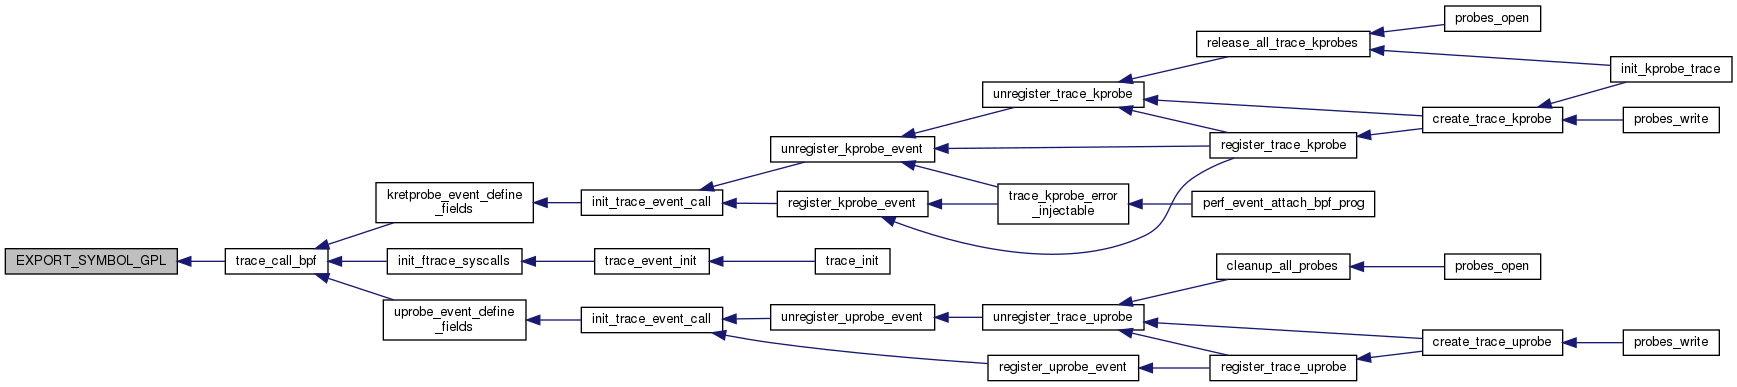 probes_open
release_all_trace_kprobes
init_kprobe_trace
unregister_trace_kprobe
create_trace_kprobe
probes_write
unregister_kprobe_event
register_trace_kprobe
kretprobe_event_define
_fields
init_trace_event_call
register_kprobe_event
trace_kprobe_error
_injectable
perf_event_attach_bpf_prog
EXPORT_SYMBOL_GPL
trace_call_bpf
init_ftrace_syscalls
trace_event_init
trace_init
cleanup_all_probes
probes_open
uprobe_event_define
_fields
init_trace_event_call
unregister_uprobe_event
unregister_trace_uprobe
create_trace_uprobe
probes_write
register_uprobe_event
register_trace_uprobe